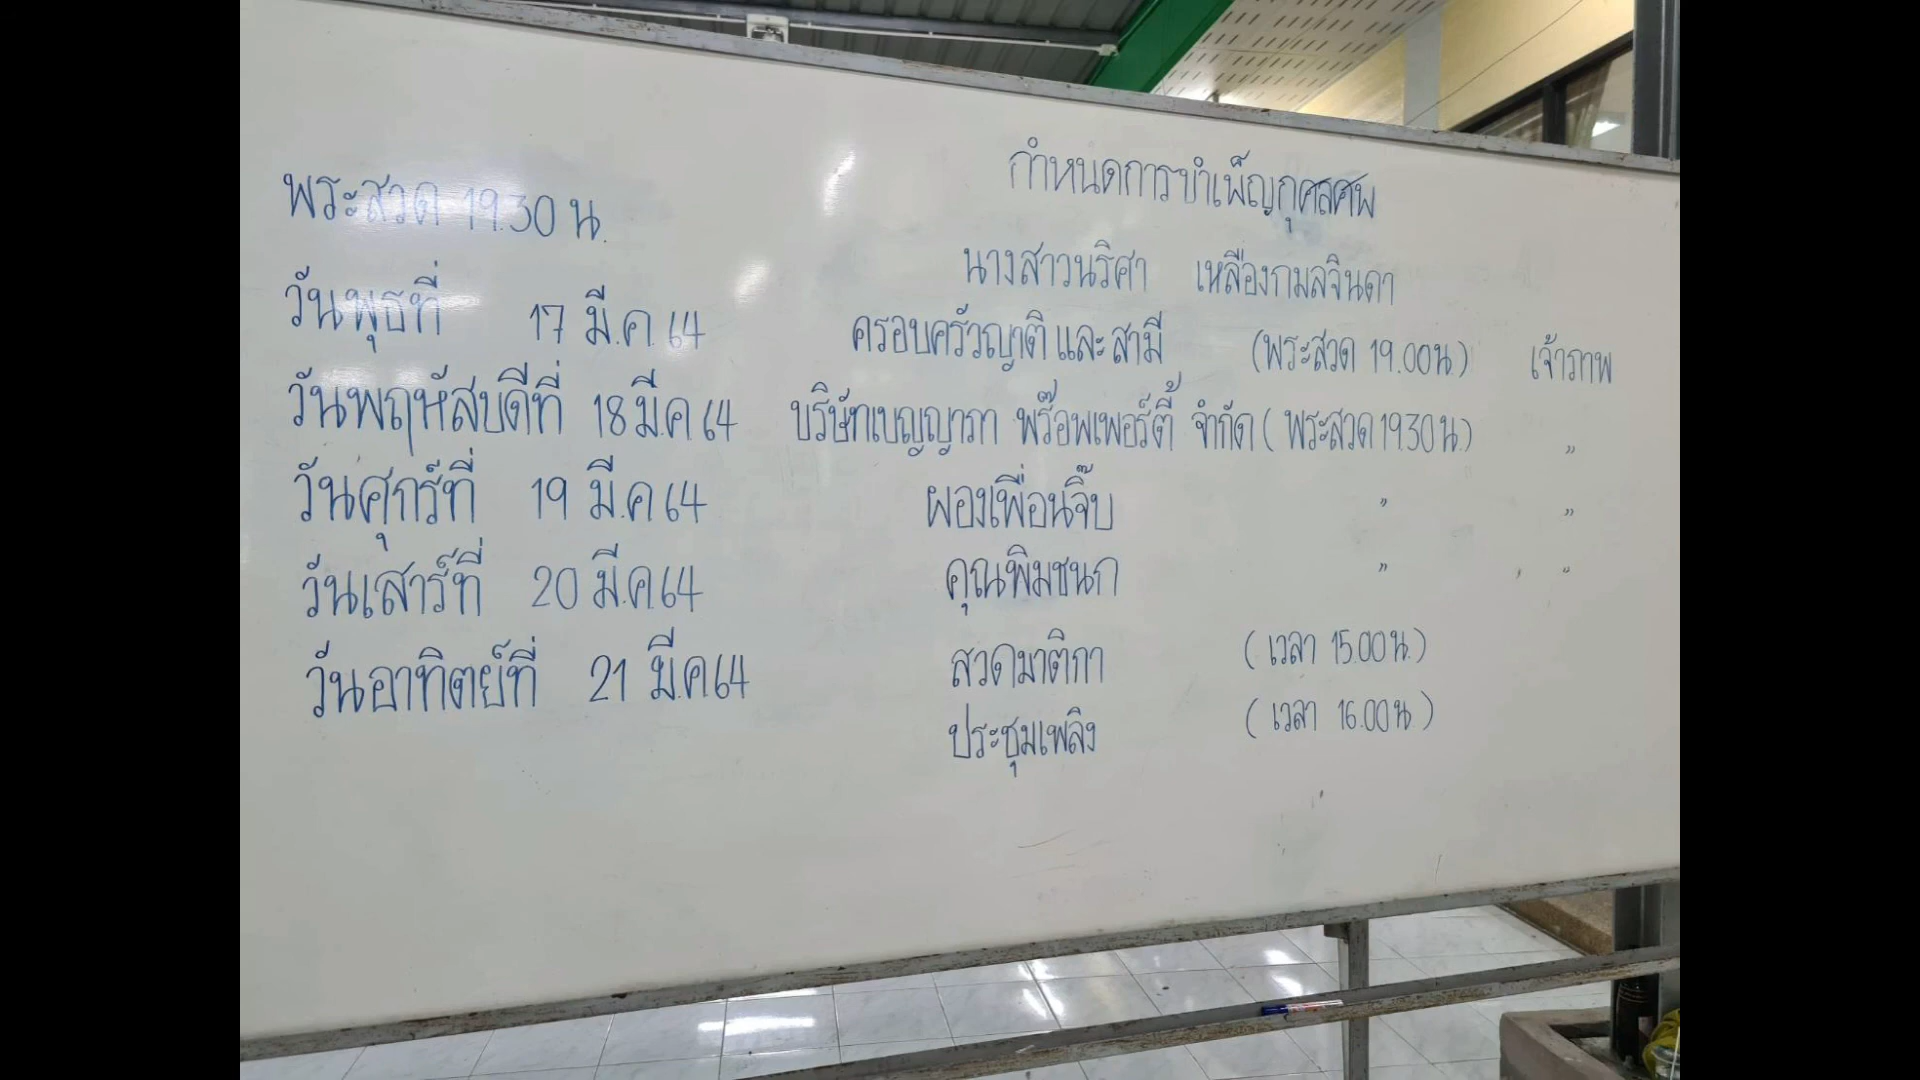 กำหนดการบำเพ็ญกุศลศพ
พระสวด 19.30 น.
นางสาวนริศา เหลืองกมลจินดา
วันพุธที่ 17 มี.ค. 64 ครอบครัวญาติ และ สามี (พระสวด 19.00 น) เจ้าภาพ
วันพฤหัสบดีที่ 18 มี.ค 64 บริษัทเบญญาภา พร๊อพเพอร์ตี้ จำกัด ( พระสวด 19.30 น.) "
วันศุกร์ที่ 19 มี.ค 64 ผองเพื่อนจิ๊บ " "
วันเสาร์ที่ 20 มี.ค 64 คุณพิมชนก " "
วันอาทิตย์ที่ 21 มี.ค 64 สวดมาติกา ( เวลา 15.00 น.)
ประชุมเพลิง ( เวลา 16.00 น. )